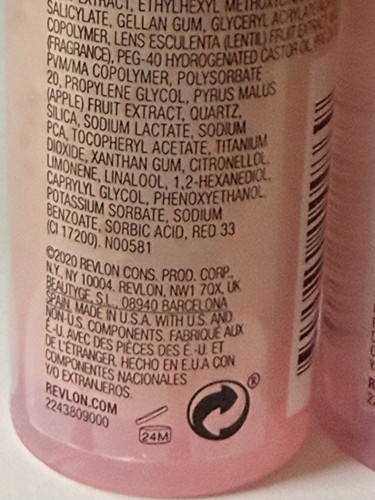 EXTRACT, ETHYLHEXYL
SALICYLATE, GELLAN GUM, GLYCERYL
COPOLYMER, LENS ESCULENTA (LENTIL) FRUIT EXTRACT
(FRAGRANCE), PEG-40 HYDROGENATED CASTOR OIL
PVM/MA COPOLYMER, POLYSORBATE
20, PROPYLENE GLYCOL, PYRUS MALUS
(APPLE) FRUIT EXTRACT, QUARTZ,
SILICA, SODIUM LACTATE, SODIUM
PCA, TOCOPHERYL ACETATE, TITANIUM
DIOXIDE, XANTHAN GUM, CITRONELLOL,
LIMONENE, LINALOOL, 1,2-HEXANEDIOL,
CAPRYLYL GLYCOL, PHENOXYETHANOL,
POTASSIUM SORBATE, SODIUM
BENZOATE, SORBIC ACID, RED 33
(CI 17200). N00581
©2020 REVLON CONS. PROD. CORP.,
N.Y., NY 10004. REVLON, NW1 7QX, UK
BEAUTYGE, S.L., 08940 BARCELONA
SPAIN. MADE IN U.S.A. WITH U.S. AND
NON-U.S. COMPONENTS. FABRIQUÉ AUX
É.-U. AVEC DES PIÈCES DES É.-U. ET
DE L'ÉTRANGER. HECHO EN E.U.A CON
COMPONENTES NACIONALES
Y/O EXTRANJEROS.
REVLON.COM
2243809000
24M
®